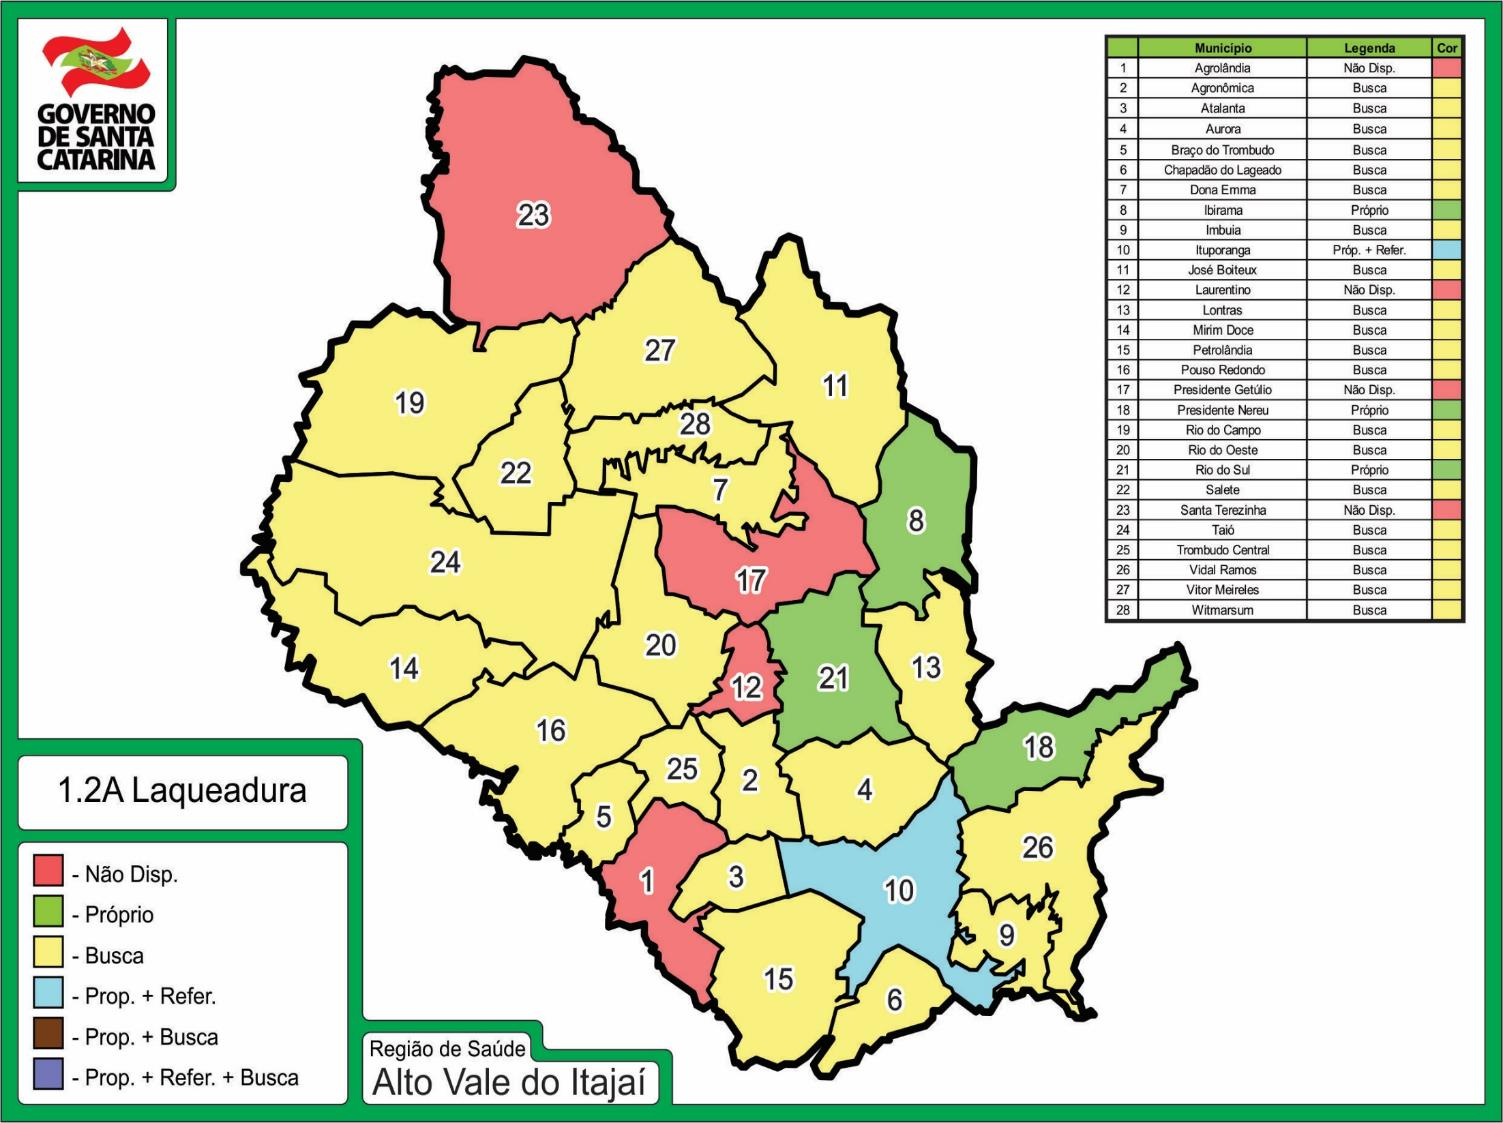 GOVERNO
DE SANTA
CATARINA
Município Legenda Cor
1 Agrolândia Não Disp.
2 Agronômica Busca
3 Atalanta Busca
4 Aurora Busca
5 Braço do Trombudo Busca
6 Chapadão do Lageado Busca
7 Dona Emma Busca
8 Ibirama Próprio
9 Imbuia Busca
10 Ituporanga Próp. + Refer.
11 José Boiteux Busca
12 Laurentino Não Disp.
13 Lontras Busca
14 Mirim Doce Busca
15 Petrolândia Busca
16 Pouso Redondo Busca
17 Presidente Getúlio Não Disp.
18 Presidente Nereu Próprio
19 Rio do Campo Busca
20 Rio do Oeste Busca
21 Rio do Sul Próprio
22 Salete Busca
23 Santa Terezinha Não Disp.
24 Taió Busca
25 Trombudo Central Busca
26 Vidal Ramos Busca
27 Vitor Meireles Busca
28 Witmarsum Busca
23
27
11
19
28
22
7
8
24
17
20
13
14
12
21
16
18
25
2
4
5
26
3
1
10
9
15
6
1.2A Laqueadura
- Não Disp.
- Próprio
- Busca
- Prop. + Refer.
- Prop. + Busca
- Prop. + Refer. + Busca
Região de Saúde
Alto Vale do Itajaí